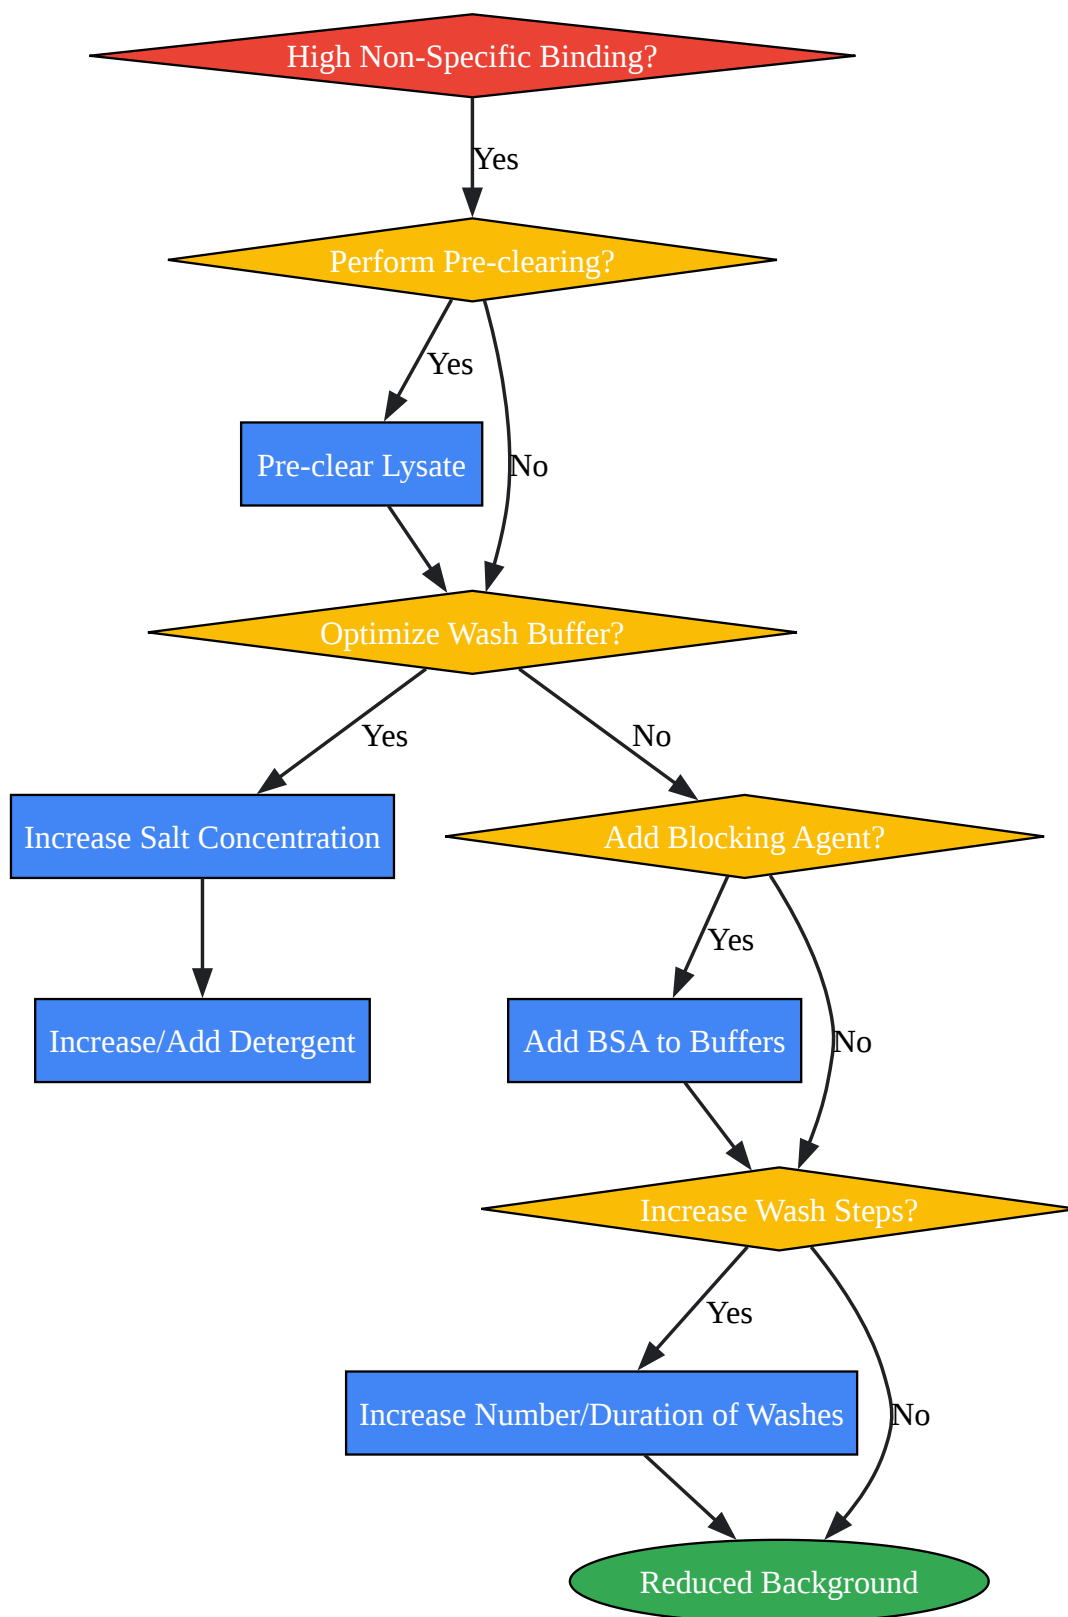 High Non-Specific Binding?
Yes
Perform Pre-clearing?
Yes
Pre-clear Lysate
No
Optimize Wash Buffer?
Yes
No
Increase Salt Concentration
Add Blocking Agent?
Yes
Increase/Add Detergent
Add BSA to Buffers
No
Increase Wash Steps?
Yes
Increase Number/Duration of Washes
No
Reduced Background